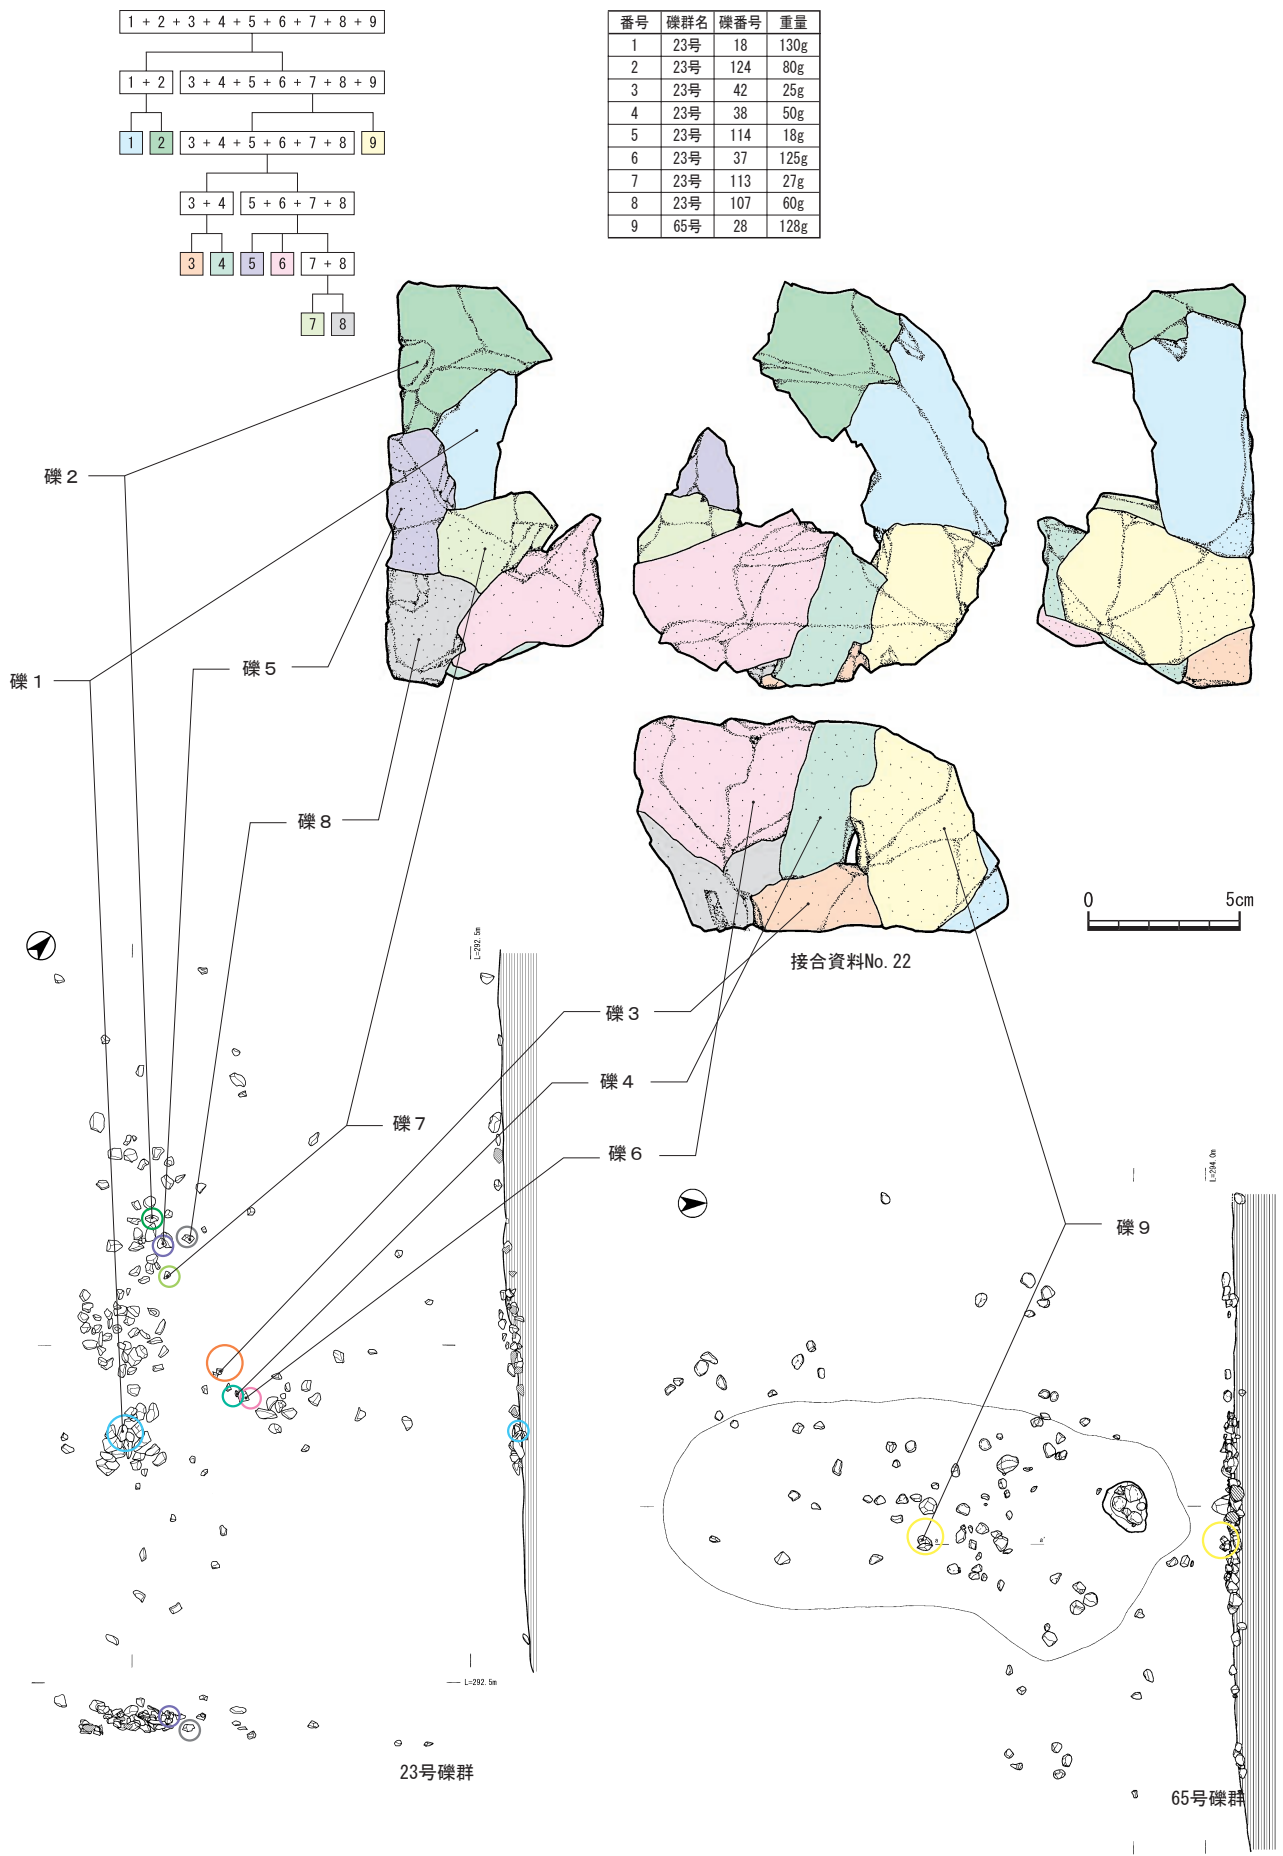 1 + 2 + 3 + 4 + 5 + 6 + 7 + 8 + 9
1 + 2
3 + 4 + 5 + 6 + 7 + 8 + 9
1
2
3 + 4 + 5 + 6 + 7 + 8
9
3 + 4
5 + 6 + 7 + 8
3
4
5
6
7 + 8
7
8
番号 礫群名 礫番号 重量
1 23号 18 130g
2 23号 124 80g
3 23号 42 25g
4 23号 38 50g
5 23号 114 18g
6 23号 37 125g
7 23号 113 27g
8 23号 107 60g
9 65号 28 128g
礫２
礫５
礫１
礫８
0 5cm
接合資料No.22
L=292.5m
礫３
礫４
礫７
礫６
L=294.0m
礫９
a
a'
L=292.5m
23号礫群
65号礫群